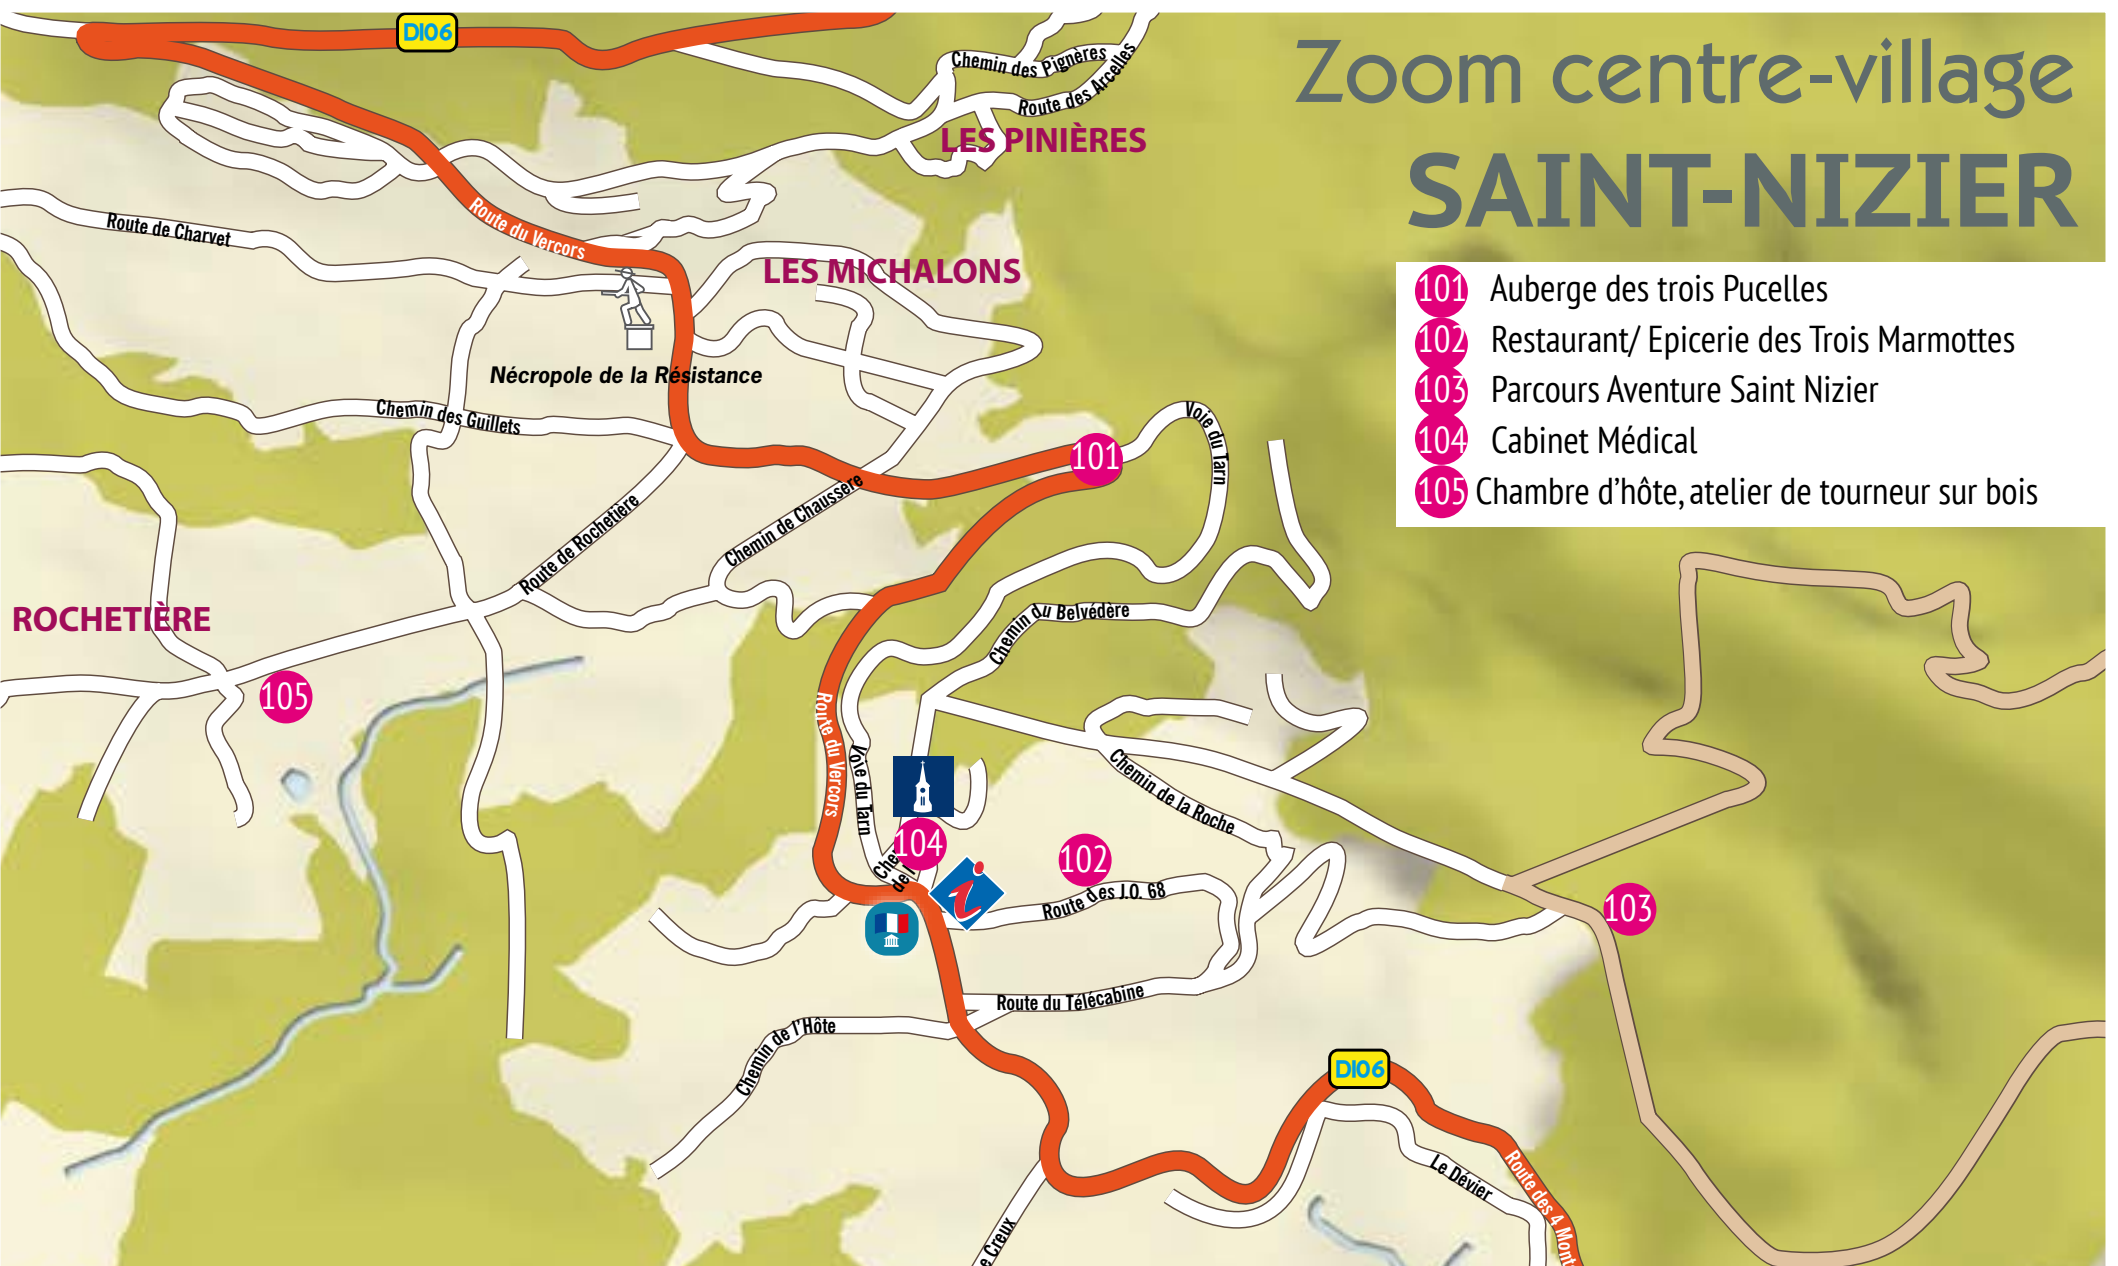 Zoom centre-village
SAINT-NIZIER
101 Auberge des trois Pucelles
102 Restaurant/ Epicerie des Trois Marmottes
103 Parcours Aventure Saint Nizier
104 Cabinet Médical
105 Chambre d'hôte, atelier de tourneur sur bois
D106
Chemin des Pignères
Route des Arcelles
LES PINIÈRES
Route de Charvet
Route du Vercors
LES MICHALONS
Nécropole de la Résistance
Chemin des Guillets
Voie du Tarn
101
Chemin de Chaussère
Route de Rochetière
ROCHETIÈRE
Chemin du Belvédère
105
Route du Vercors
Voie du Tarn
Chemin de la Roche
104
102
Route des J.O. 68
103
Route du Télécabine
Chemin de l'Hôte
D106
Le Dévier
Route des 4 Mont
e Creux